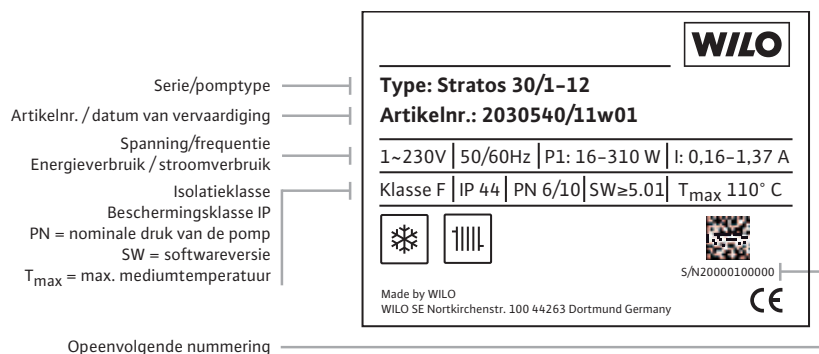 WILO
Serie/pomptype
Type: Stratos 30/1-12
Artikelnr. / datum van vervaardiging
Artikelnr.: 2030540/11w01
Spanning/frequentie
Energieverbruik / stroomverbruik
1~230V | 50/60Hz | P1: 16-310 W | I: 0,16-1,37 A
Isolatieklasse
Klasse F | IP 44 | PN 6/10 | SW≥5.01 | Tmax 110° C
Beschermingsklasse IP
PN = nominale druk van de pomp
SW = softwareversie
Tmax = max. mediumtemperatuur
S/N20000100000
Made by WILO
WILO SE Nortkirchenstr. 100 44263 Dortmund Germany
CE
Opeenvolgende nummering